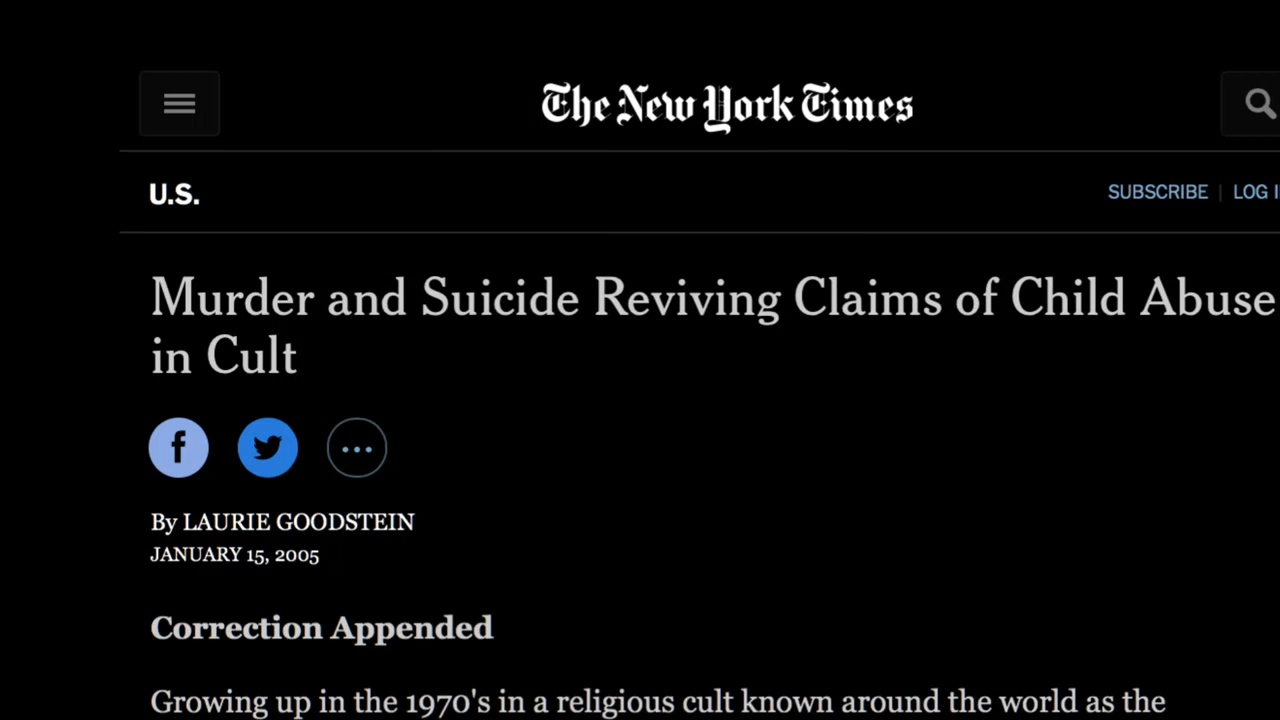 The New York Times
U.S.
SUBSCRIBE | LOG I
Murder and Suicide Reviving Claims of Child Abuse
in Cult
By LAURIE GOODSTEIN
JANUARY 15, 2005
Correction Appended
Growing up in the 1970's in a religious cult known around the world as the